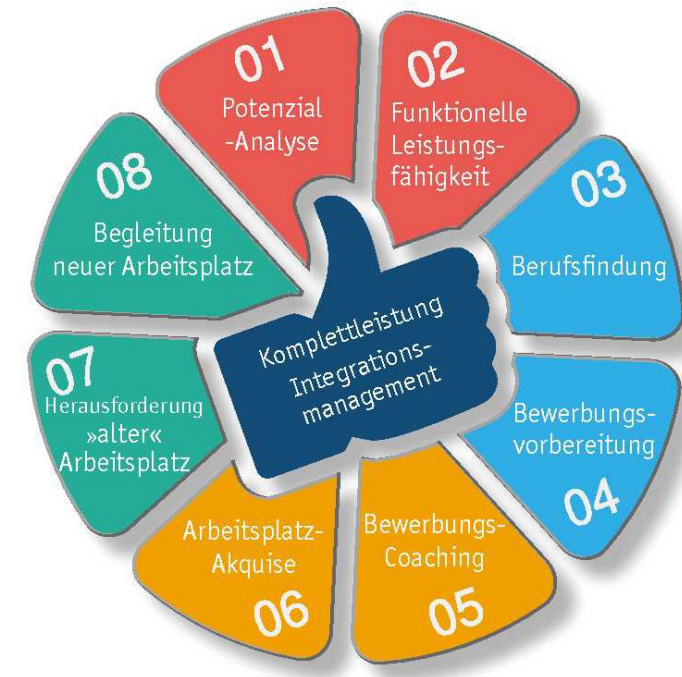 01
Potenzial
-Analyse
02
Funktionelle
Leistungs-
fähigkeit
03
Berufsfindung
Bewerbungs-
vorbereitung
04
Bewerbungs-
Coaching
05
Arbeitsplatz-
Akquise
06
07
Herausforderung
»alter«
Arbeitsplatz
08
Begleitung
neuer Arbeitsplatz
Komplettleistung
Integrations-
management